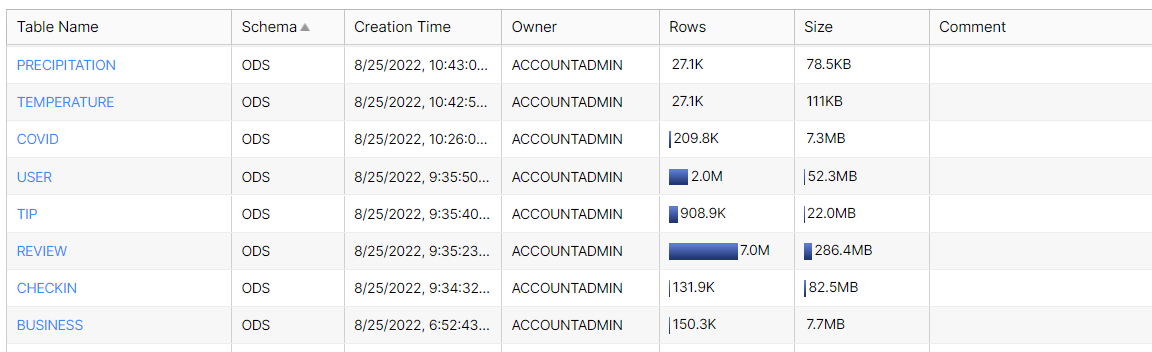 Table Name Schema Creation Time Owner Rows Size Comment
PRECIPITATION ODS 8/25/2022, 10:43:0... ACCOUNTADMIN 27.1K 78.5KB
TEMPERATURE ODS 8/25/2022, 10:42:5... ACCOUNTADMIN 27.1K 111KB
COVID ODS 8/25/2022, 10:26:0... ACCOUNTADMIN 209.8K 7.3MB
USER ODS 8/25/2022, 9:35:50... ACCOUNTADMIN 2.0M 52.3MB
TIP ODS 8/25/2022, 9:35:40... ACCOUNTADMIN 908.9K 22.0MB
REVIEW ODS 8/25/2022, 9:35:23... ACCOUNTADMIN 7.0M 286.4MB
CHECKIN ODS 8/25/2022, 9:34:32... ACCOUNTADMIN 131.9K 82.5MB
BUSINESS ODS 8/25/2022, 6:52:43... ACCOUNTADMIN 150.3K 7.7MB